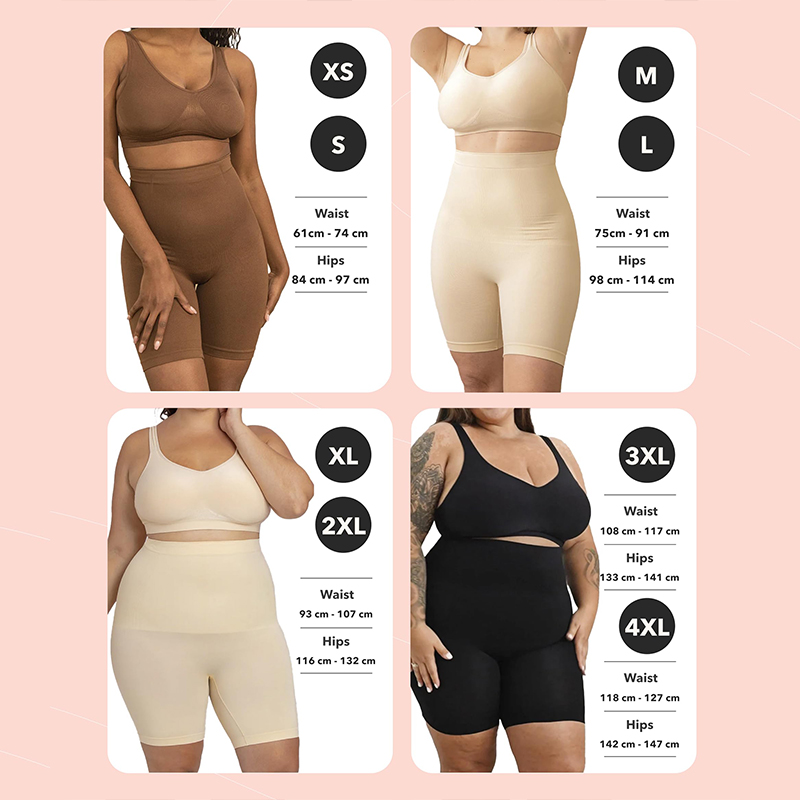 XS
S
Waist
61cm - 74 cm
Hips
84 cm - 97 cm
M
L
Waist
75cm - 91 cm
Hips
98 cm - 114 cm
XL
2XL
Waist
93 cm - 107 cm
Hips
116 cm - 132 cm
3XL
Waist
108 cm - 117 cm
Hips
133 cm - 141 cm
4XL
Waist
118 cm - 127 cm
Hips
142 cm - 147 cm